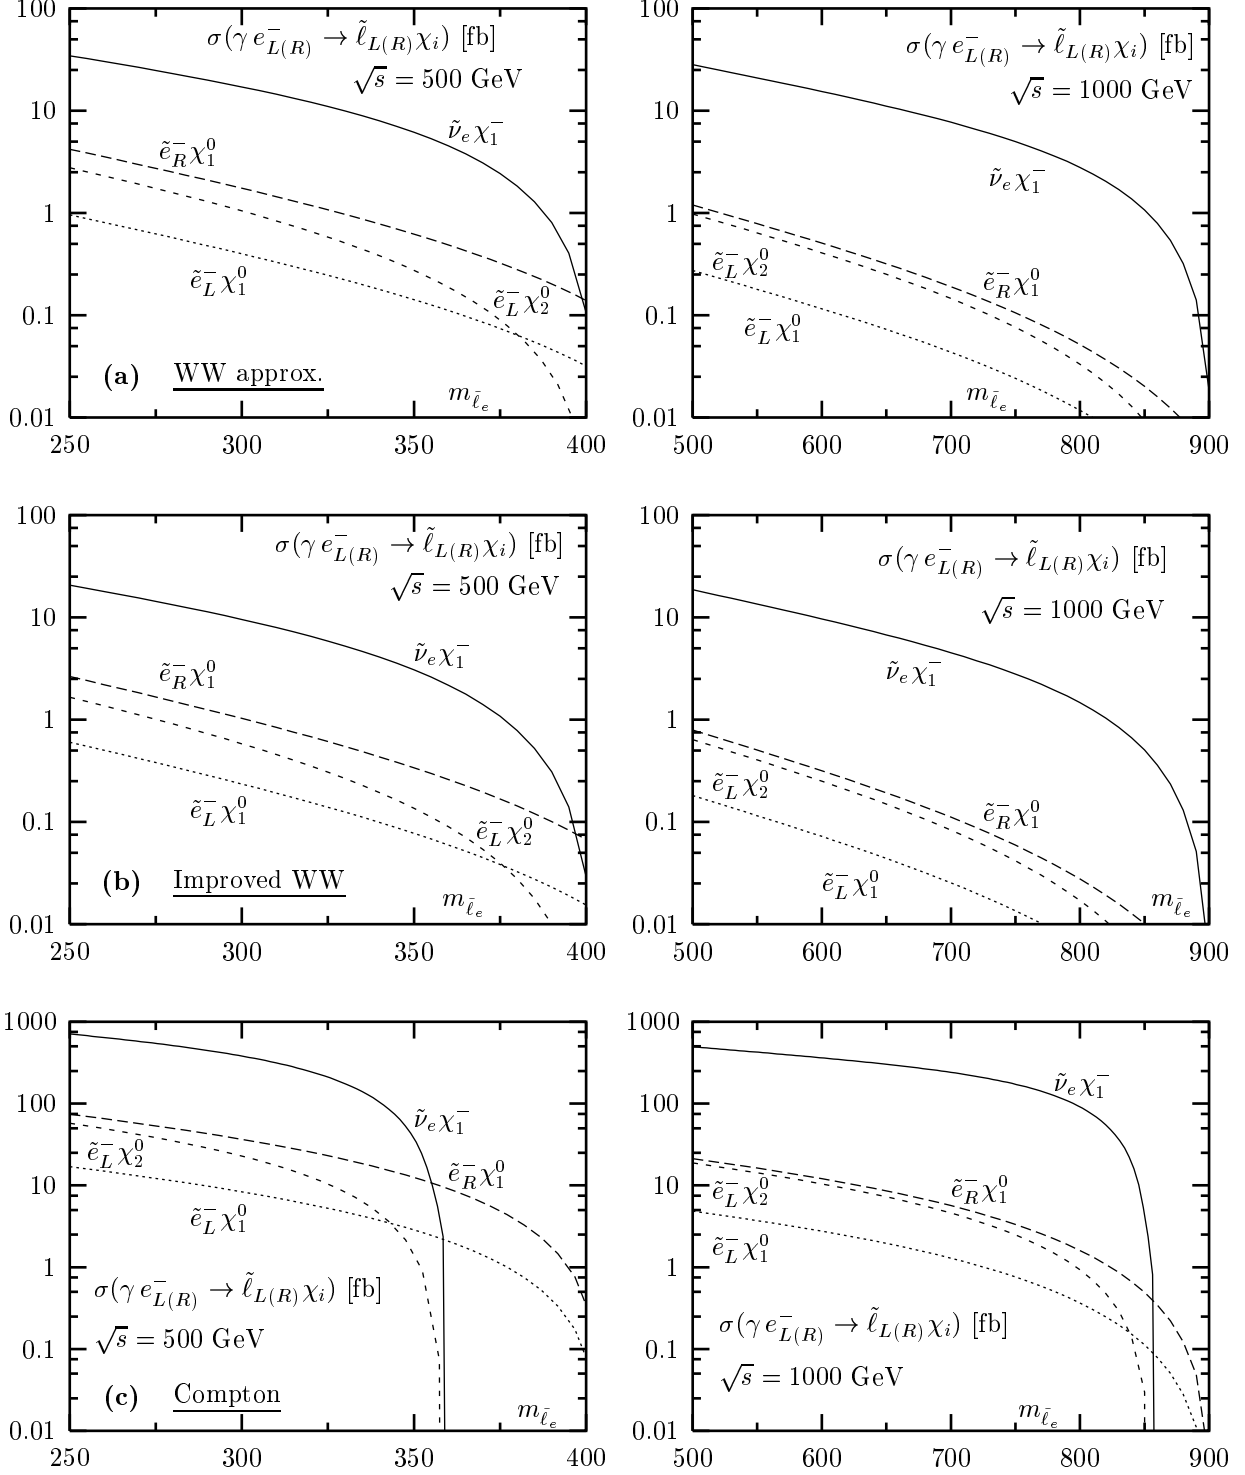 σ(γ e⁻_{L(R)} → ℓ̃_{L(R)} χ_i) [fb]
√s = 500 GeV
ν̃_e χ₁⁻
ẽ_R⁻ χ₁⁰
ẽ_L⁻ χ₁⁰
ẽ_L⁻ χ₂⁰
(a) WW approx.
m_{ℓ̃_e}
100
10
1
0.1
0.01
250 300 350 400
σ(γ e⁻_{L(R)} → ℓ̃_{L(R)} χ_i) [fb]
√s = 1000 GeV
ν̃_e χ₁⁻
ẽ_L⁻ χ₂⁰
ẽ_R⁻ χ₁⁰
ẽ_L⁻ χ₁⁰
m_{ℓ̃_e}
100
10
1
0.1
0.01
500 600 700 800 900
σ(γ e⁻_{L(R)} → ℓ̃_{L(R)} χ_i) [fb]
√s = 500 GeV
ν̃_e χ₁⁻
ẽ_R⁻ χ₁⁰
ẽ_L⁻ χ₁⁰
ẽ_L⁻ χ₂⁰
(b) Improved WW
m_{ℓ̃_e}
100
10
1
0.1
0.01
250 300 350 400
σ(γ e⁻_{L(R)} → ℓ̃_{L(R)} χ_i) [fb]
√s = 1000 GeV
ν̃_e χ₁⁻
ẽ_L⁻ χ₂⁰
ẽ_R⁻ χ₁⁰
ẽ_L⁻ χ₁⁰
m_{ℓ̃_e}
100
10
1
0.1
0.01
500 600 700 800 900
ν̃_e χ₁⁻
ẽ_L⁻ χ₂⁰
ẽ_R⁻ χ₁⁰
ẽ_L⁻ χ₁⁰
σ(γ e⁻_{L(R)} → ℓ̃_{L(R)} χ_i) [fb]
√s = 500 GeV
(c) Compton
m_{ℓ̃_e}
1000
100
10
1
0.1
0.01
250 300 350 400
ν̃_e χ₁⁻
ẽ_L⁻ χ₂⁰
ẽ_R⁻ χ₁⁰
ẽ_L⁻ χ₁⁰
σ(γ e⁻_{L(R)} → ℓ̃_{L(R)} χ_i) [fb]
√s = 1000 GeV
m_{ℓ̃_e}
1000
100
10
1
0.1
0.01
500 600 700 800 900